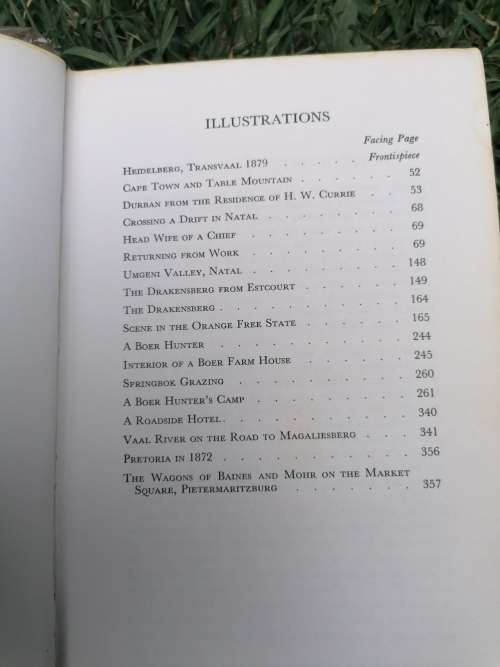 ILLUSTRATIONS
Facing Page
Heidelberg, Transvaal 1879 . . . . . Frontispiece
Cape Town and Table Mountain . . . . . . 52
Durban from the Residence of H. W. Currie . . 53
Crossing a Drift in Natal . . . . . . . 68
Head Wife of a Chief . . . . . . . . 69
Returning from Work . . . . . . . . 69
Umgeni Valley, Natal . . . . . . . . 148
The Drakensberg from Estcourt . . . . . . 149
The Drakensberg . . . . . . . . . 164
Scene in the Orange Free State . . . . . . 165
A Boer Hunter . . . . . . . . . 244
Interior of a Boer Farm House . . . . . . 245
Springbok Grazing . . . . . . . . 260
A Boer Hunter's Camp . . . . . . . . 261
A Roadside Hotel . . . . . . . . . 340
Vaal River on the Road to Magaliesberg . . . 341
Pretoria in 1872 . . . . . . . . . 356
The Wagons of Baines and Mohr on the Market
Square, Pietermaritzburg . . . . . . . 357